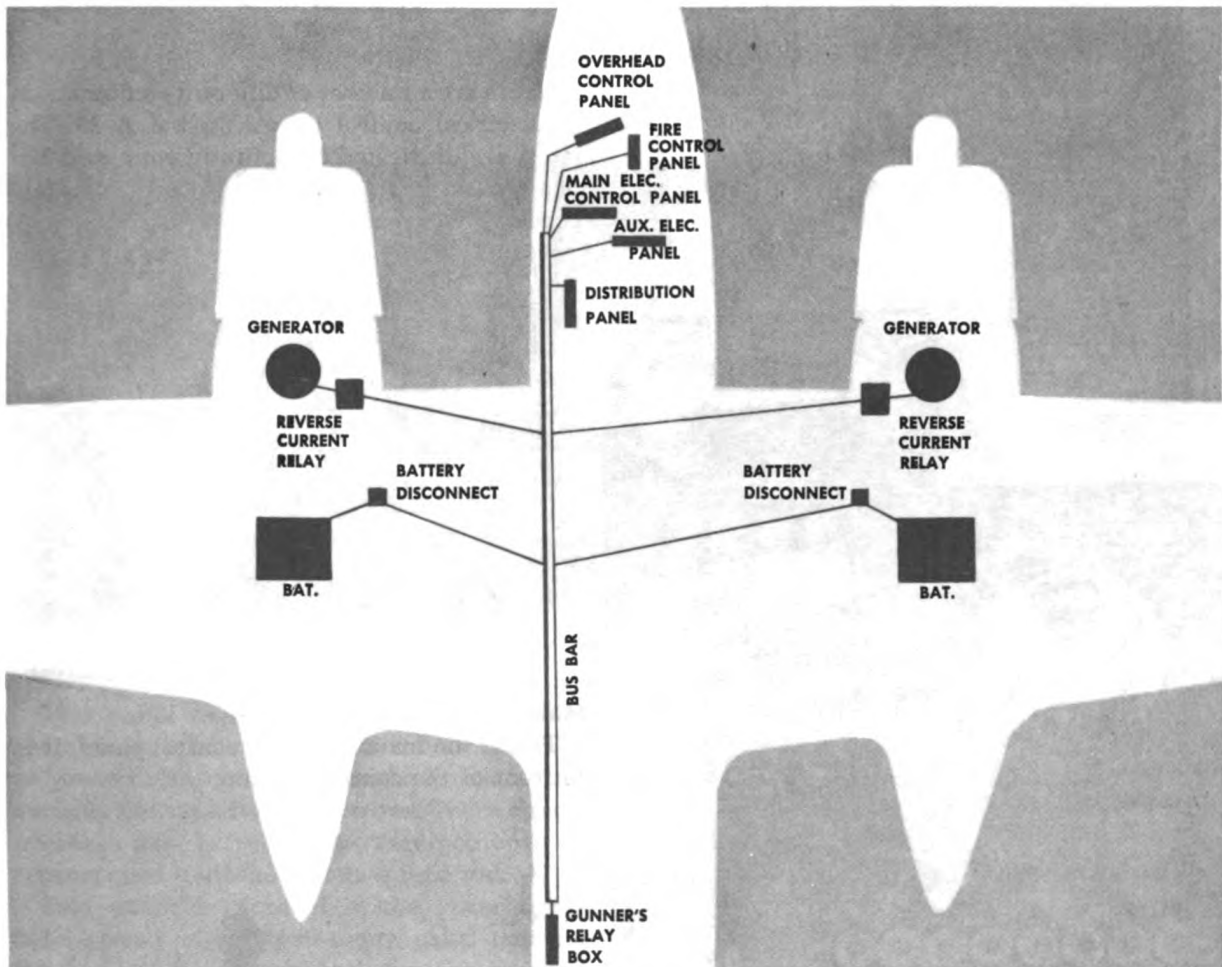 OVERHEAD
CONTROL
PANEL
FIRE
CONTROL
PANEL
MAIN ELEC.
CONTROL PANEL
AUX. ELEC.
PANEL
DISTRIBUTION
PANEL
GENERATOR
GENERATOR
REVERSE
CURRENT
RELAY
REVERSE
CURRENT
RELAY
BATTERY
DISCONNECT
BATTERY
DISCONNECT
BAT.
BAT.
BUS BAR
GUNNER'S
RELAY
BOX